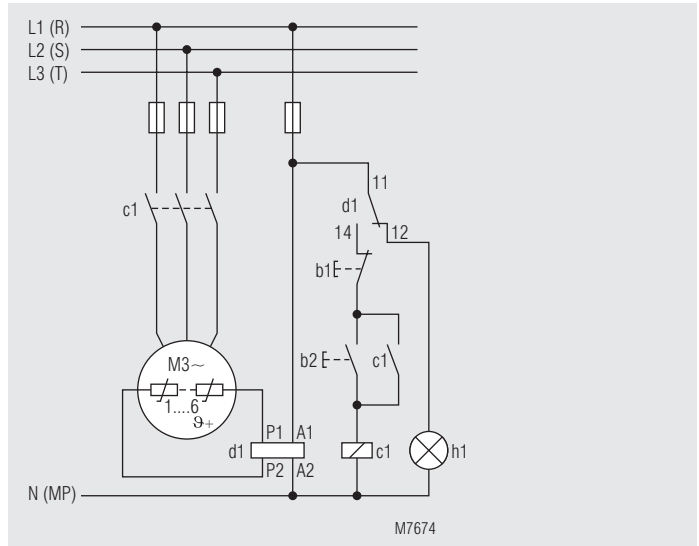 L1 (R)
L2 (S)
L3 (T)
11
d1
c1
14
12
b1
M3~
b2
c1
1....6
ϑ+
P1
A1
d1
c1
h1
P2
A2
N (MP)
M7674